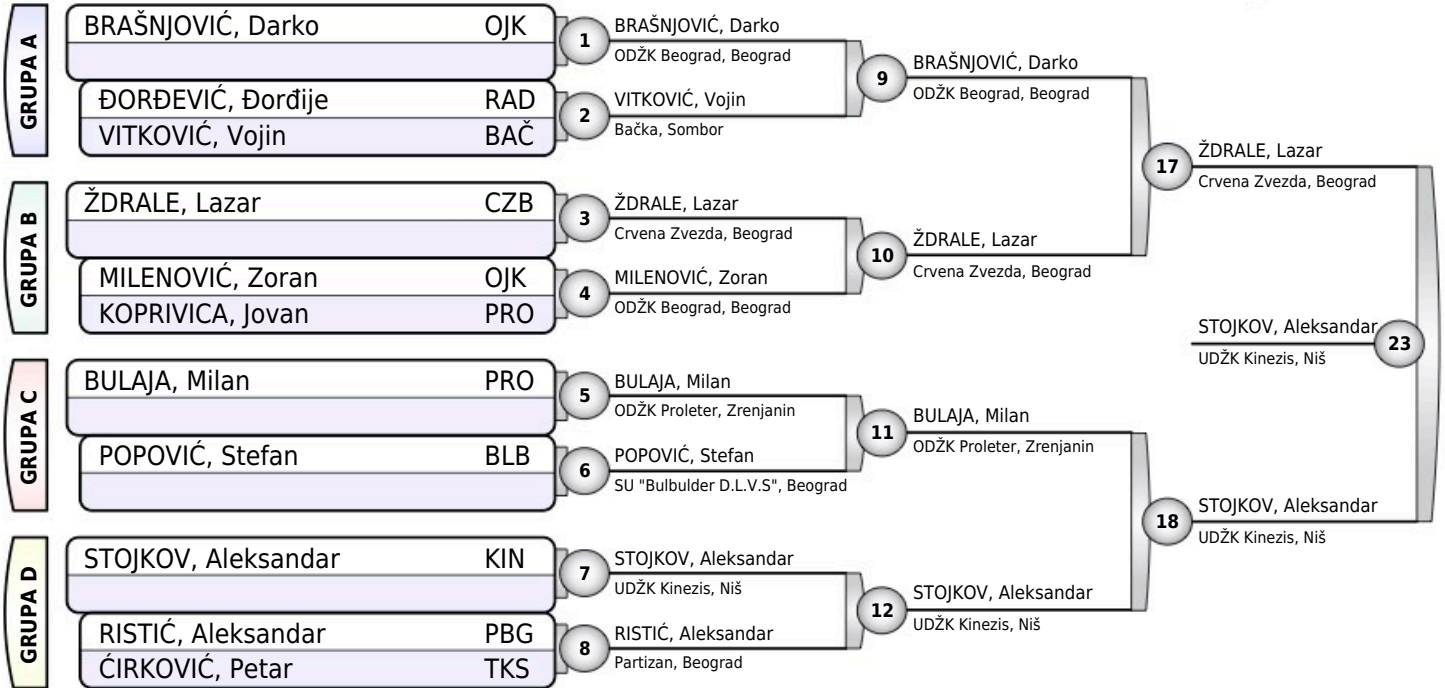 GRUPA A
BRAŠNJOVIĆ, Darko OJK
ĐORĐEVIĆ, Đorđije RAD
VITKOVIĆ, Vojin BAČ
GRUPA B
ŽDRALE, Lazar CZB
MILENOVIĆ, Zoran OJK
KOPRIVICA, Jovan PRO
GRUPA C
BULAJA, Milan PRO
POPOVIĆ, Stefan BLB
GRUPA D
STOJKOV, Aleksandar KIN
RISTIĆ, Aleksandar PBG
ĆIRKOVIĆ, Petar TKS
1
BRAŠNJOVIĆ, Darko
ODŽK Beograd, Beograd
2
VITKOVIĆ, Vojin
Bačka, Sombor
3
ŽDRALE, Lazar
Crvena Zvezda, Beograd
4
MILENOVIĆ, Zoran
ODŽK Beograd, Beograd
5
BULAJA, Milan
ODŽK Proleter, Zrenjanin
6
POPOVIĆ, Stefan
SU "Bulbulder D.L.V.S", Beograd
7
STOJKOV, Aleksandar
UDŽK Kinezis, Niš
8
RISTIĆ, Aleksandar
Partizan, Beograd
9
BRAŠNJOVIĆ, Darko
ODŽK Beograd, Beograd
10
ŽDRALE, Lazar
Crvena Zvezda, Beograd
11
BULAJA, Milan
ODŽK Proleter, Zrenjanin
12
STOJKOV, Aleksandar
UDŽK Kinezis, Niš
17
ŽDRALE, Lazar
Crvena Zvezda, Beograd
18
STOJKOV, Aleksandar
UDŽK Kinezis, Niš
STOJKOV, Aleksandar
UDŽK Kinezis, Niš
23